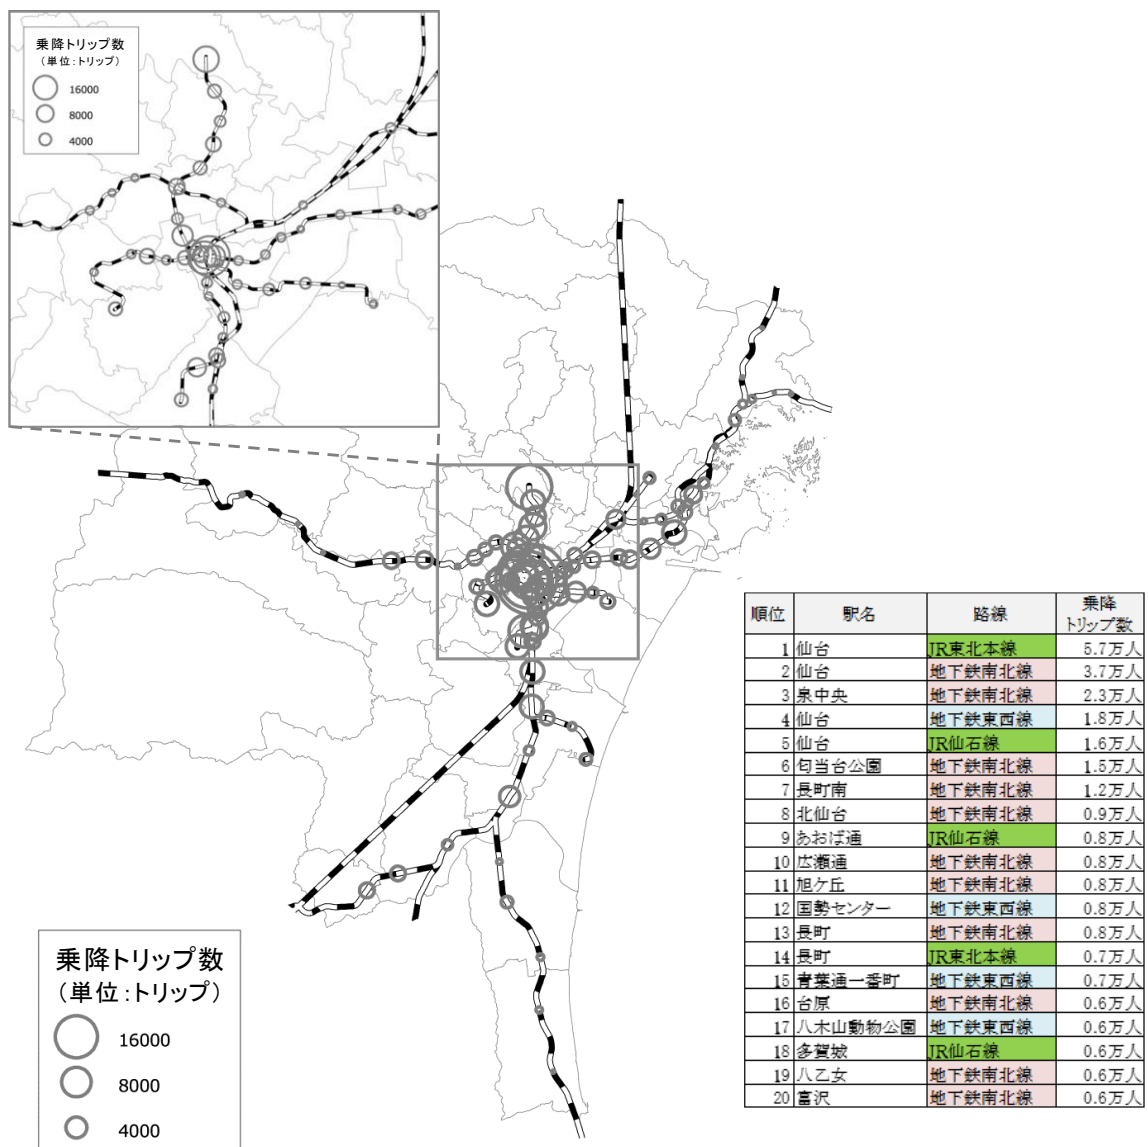 乗降トリップ数
(単位:トリップ)
16000
8000
4000
順位 駅名 路線 乗降
トリップ数
1 仙台 JR東北本線 5.7万人
2 仙台 地下鉄南北線 3.7万人
3 泉中央 地下鉄南北線 2.3万人
4 仙台 地下鉄東西線 1.8万人
5 仙台 JR仙石線 1.6万人
6 匂当台公園 地下鉄南北線 1.5万人
7 長町南 地下鉄南北線 1.2万人
8 北仙台 地下鉄南北線 0.9万人
9 あおば通 JR仙石線 0.8万人
10 広瀬通 地下鉄南北線 0.8万人
11 旭ケ丘 地下鉄南北線 0.8万人
12 国勢センター 地下鉄東西線 0.8万人
13 長町 地下鉄南北線 0.8万人
14 長町 JR東北本線 0.7万人
15 青葉通一番町 地下鉄東西線 0.7万人
16 台原 地下鉄南北線 0.6万人
17 八木山動物公園 地下鉄東西線 0.6万人
18 多賀城 JR仙石線 0.6万人
19 八乙女 地下鉄南北線 0.6万人
20 富沢 地下鉄南北線 0.6万人
乗降トリップ数
(単位:トリップ)
16000
8000
4000